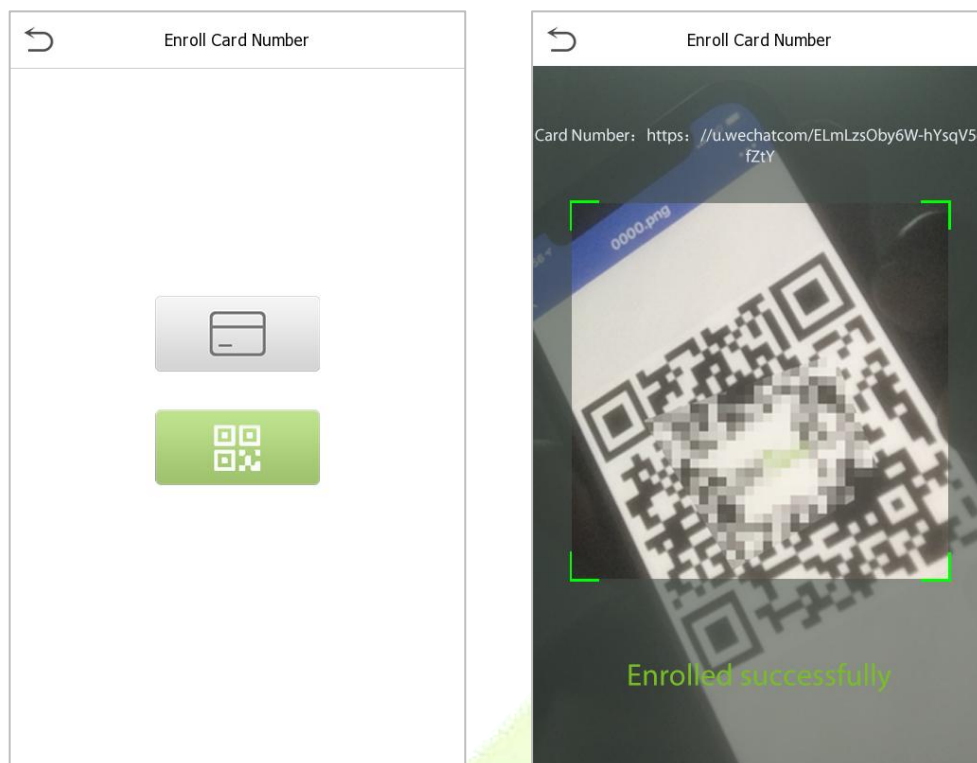 Enroll Card Number
Enroll Card Number
Card Number：https：//u.wechatcom/ELmLzsOby6W-hYsqV5
fZtY
0000.png
Enrolled successfully